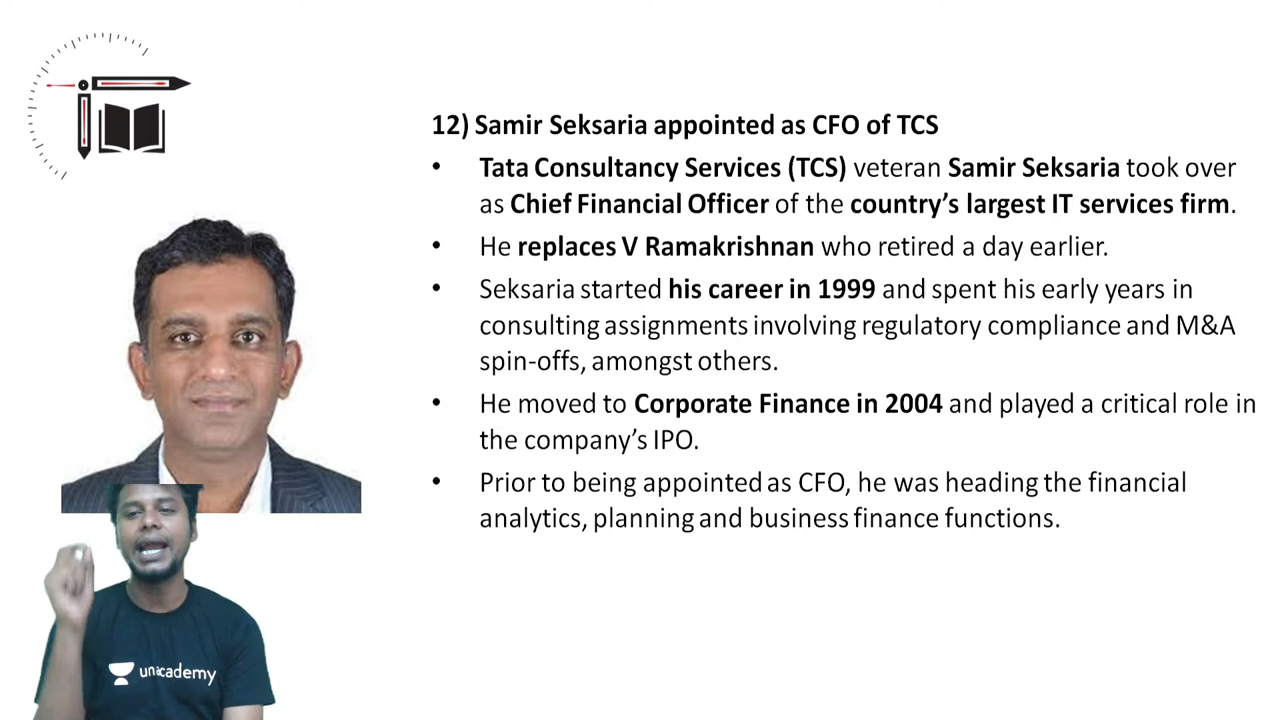 12) Samir Seksaria appointed as CFO of TCS
• Tata Consultancy Services (TCS) veteran Samir Seksaria took over
as Chief Financial Officer of the country’s largest IT services firm.
• He replaces V Ramakrishnan who retired a day earlier.
• Seksaria started his career in 1999 and spent his early years in
consulting assignments involving regulatory compliance and M&A
spin-offs, amongst others.
• He moved to Corporate Finance in 2004 and played a critical role in
the company’s IPO.
• Prior to being appointed as CFO, he was heading the financial
analytics, planning and business finance functions.
unacademy